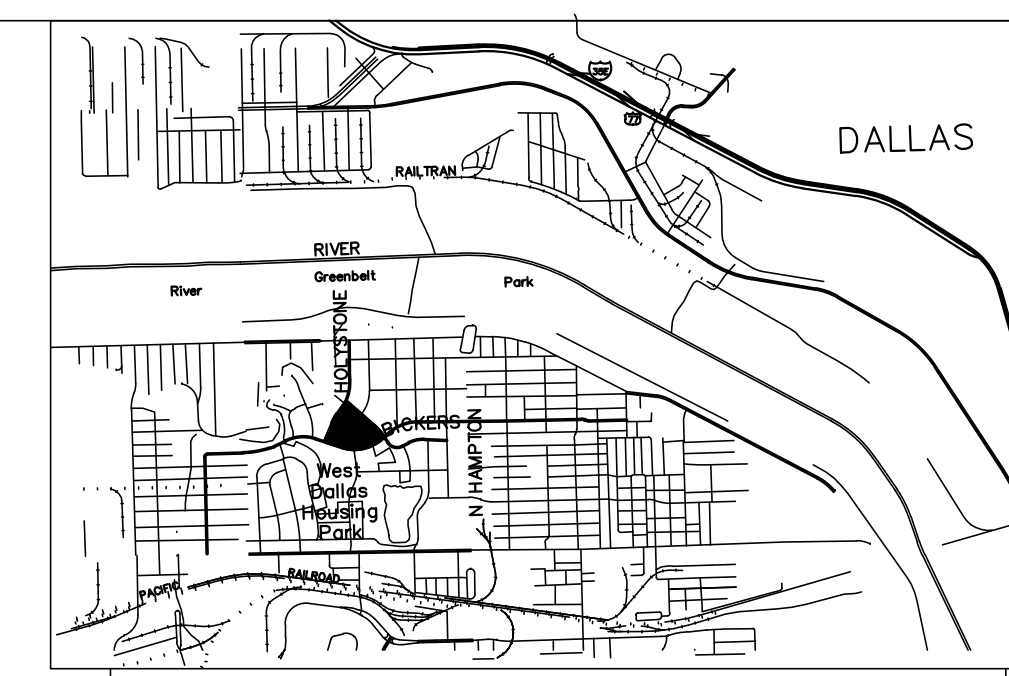 35E
77
DALLAS
RAILTRAN
RIVER
Greenbelt
River
Park
HOLYSTONE
BICKERS
N HAMPTON
West
Dallas
Housing
Park
PACIFIC
RAILROAD